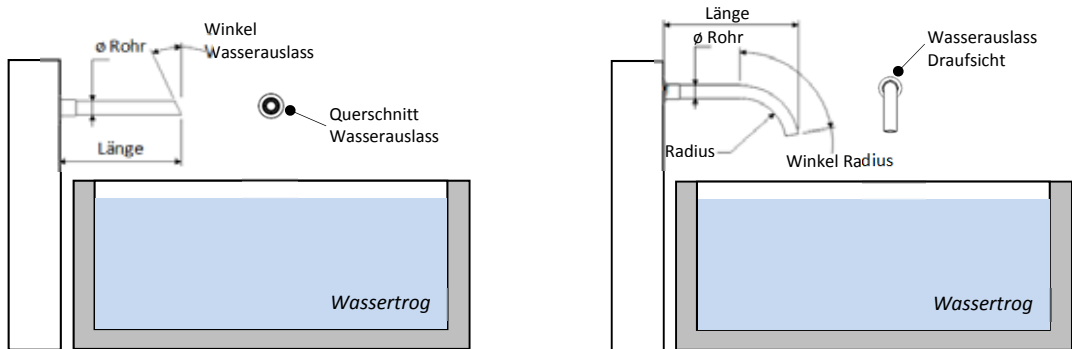 Winkel
Wasserauslass
ø Rohr
Querschnitt
Wasserauslass
Länge
Wassertrog
Länge
ø Rohr
Wasserauslass
Draufsicht
Radius
Winkel Radius
Wassertrog